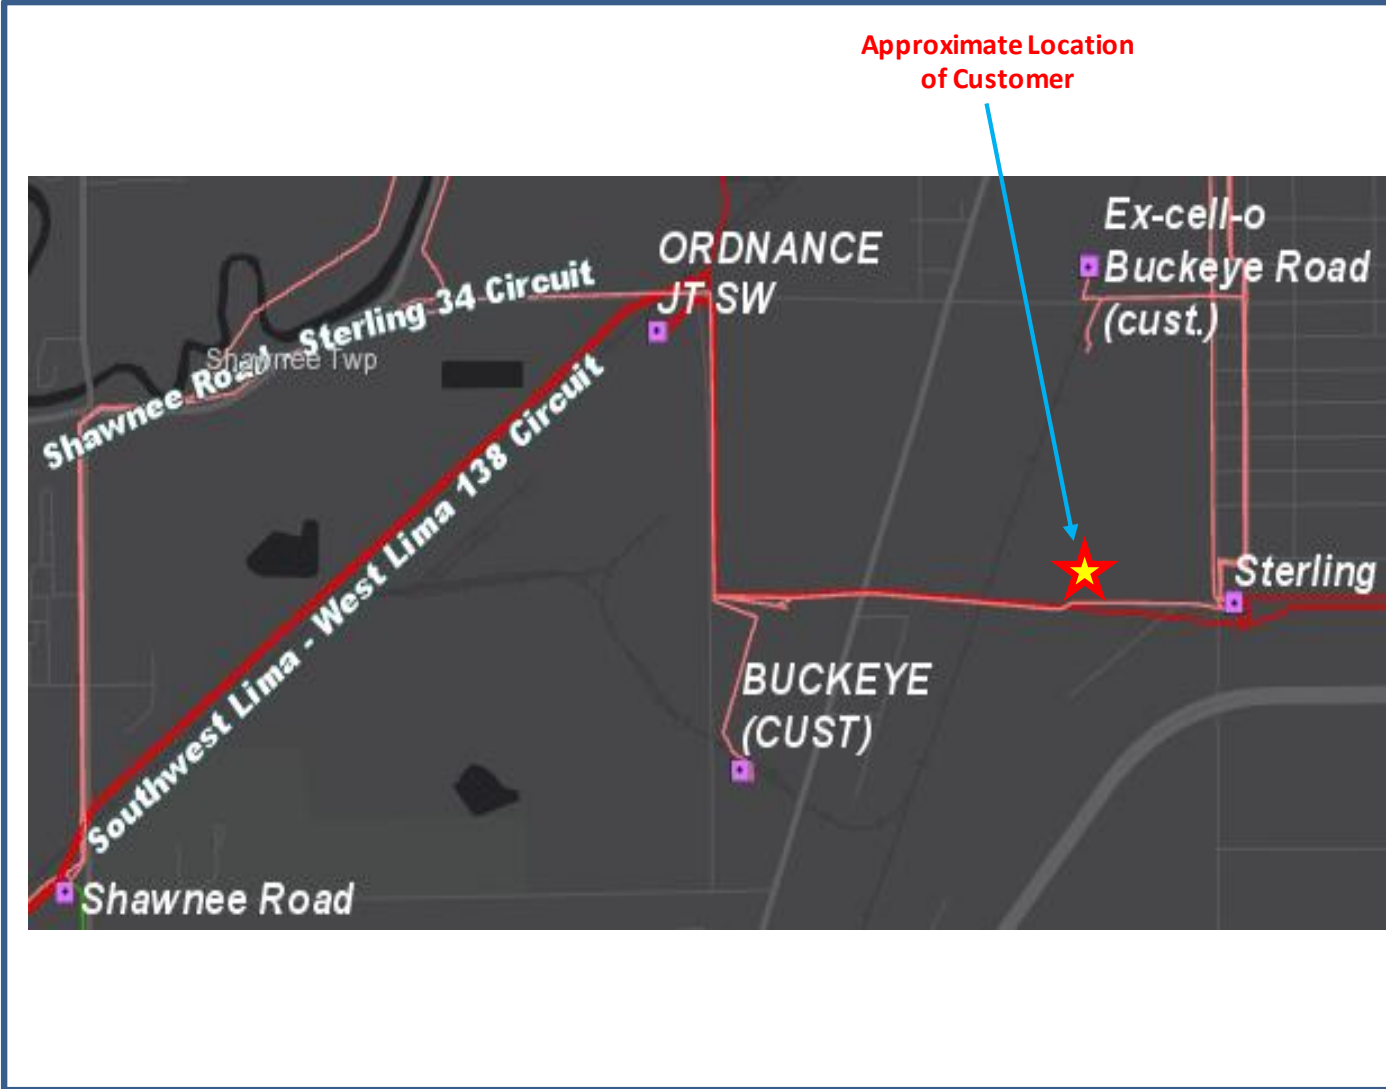 Approximate Location
of Customer
Ex-cell-o
Buckeye Road
(cust.)
ORDNANCE
JT SW
Shawnee Road - Sterling 34 Circuit
Shawnee Twp
Southwest Lima - West Lima 138 Circuit
Sterling
BUCKEYE
(CUST)
Shawnee Road